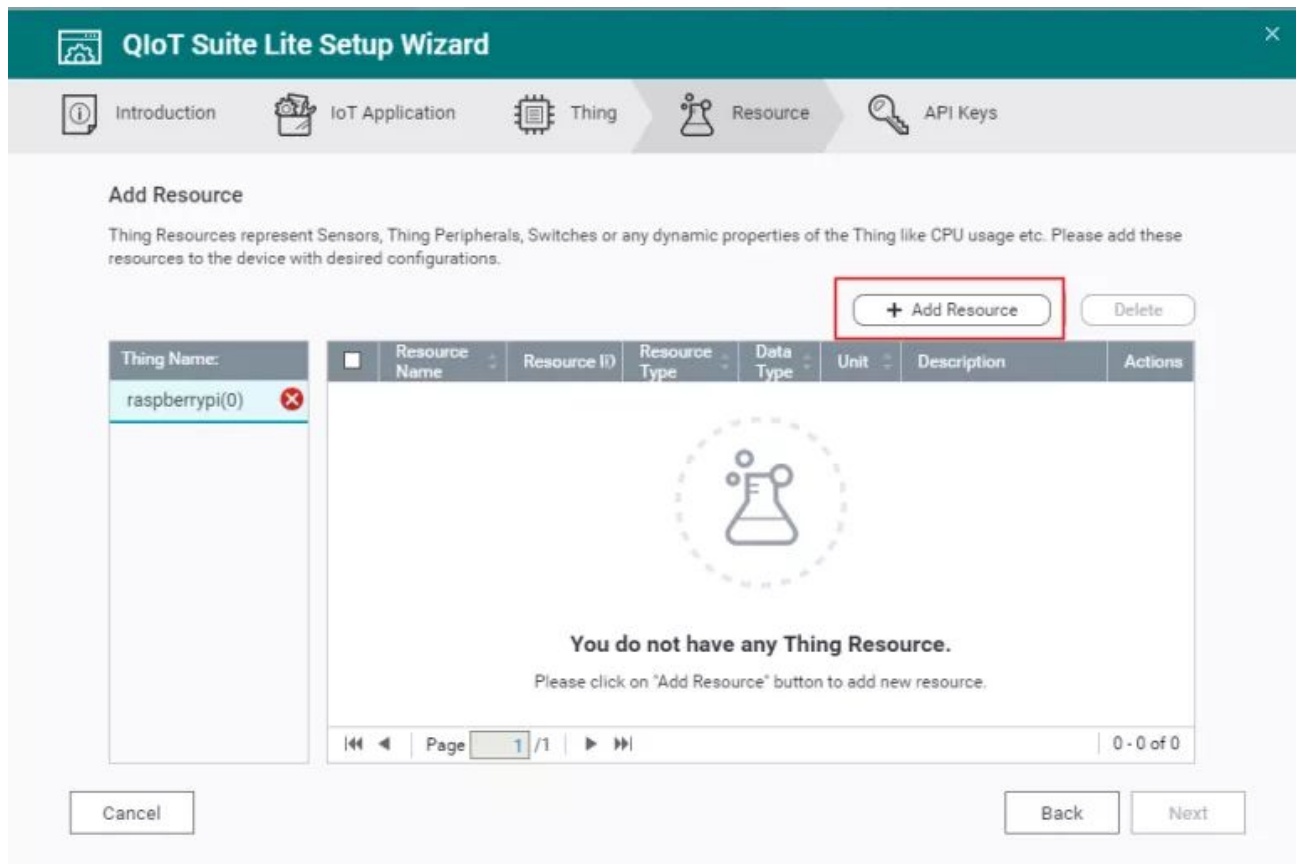 QIoT Suite Lite Setup Wizard
Introduction
IoT Application
Thing
Resource
API Keys
Add Resource
Thing Resources represent Sensors, Thing Peripherals, Switches or any dynamic properties of the Thing like CPU usage etc. Please add these
resources to the device with desired configurations.
+ Add Resource
Delete
Thing Name:
raspberrypi(0)
Resource
Name
Resource
Resource
Type
Data
Type
Unit
Description
Actions
You do not have any Thing Resource.
Please click on "Add Resource" button to add new resource.
Page 1 /1
0 - 0 of 0
Cancel
Back
Next